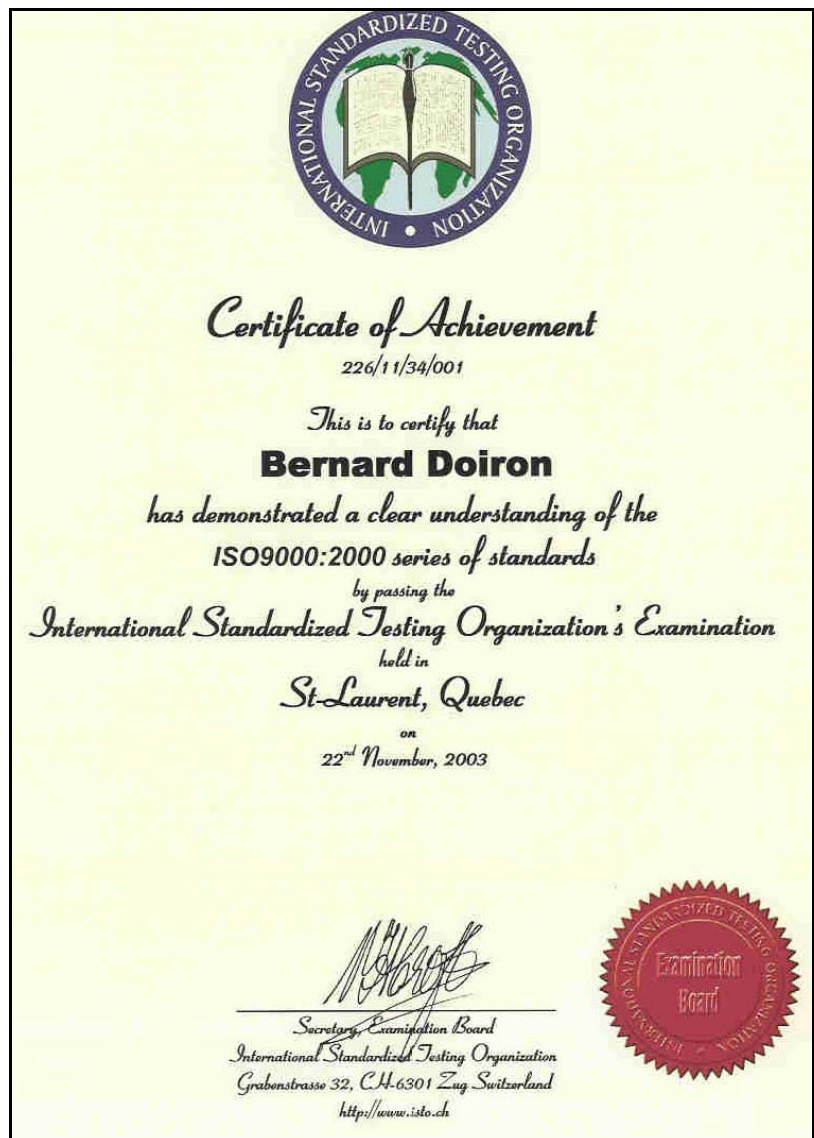 INTERNATIONAL STANDARDIZED TESTING ORGANIZATION
Certificate of Achievement
226/11/34/001
This is to certify that
Bernard Doiron
has demonstrated a clear understanding of the
ISO9000:2000 series of standards
by passing the
International Standardized Testing Organization's Examination
held in
St-Laurent, Quebec
on
22nd November, 2003
INTERNATIONAL STANDARDIZED TESTING ORGANIZATION
Examination
Board
Secretary, Examination Board
International Standardized Testing Organization
Grabenstrasse 32, CH-6301 Zug Switzerland
http://www.isto.ch